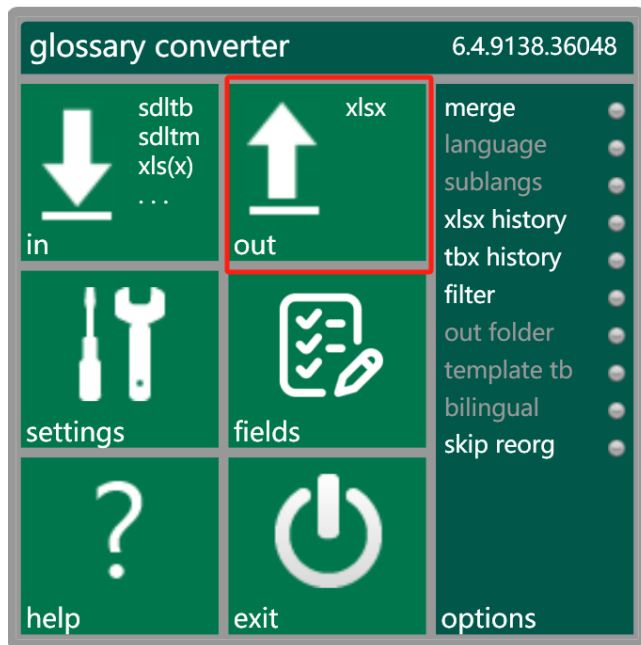 glossary converter 6.4.9138.36048
sdltb
sdltm
xls(x)
. . .
in
xlsx
out
settings
fields
?
help
exit
merge
language
sublangs
xlsx history
tbx history
filter
out folder
template tb
bilingual
skip reorg
options